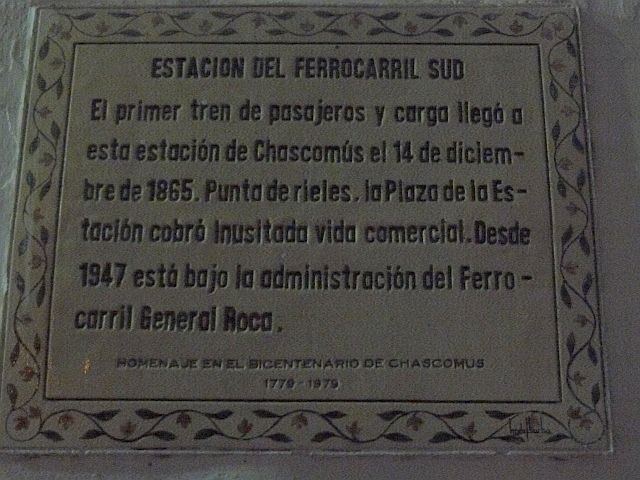 ESTACION DEL FERROCARRIL SUD
El primer tren de pasajeros y carga llegó a
esta estación de Chascomús el 14 de diciem-
bre de 1865. Punta de rieles, la Plaza de la Es-
tación cobró inusitada vida comercial. Desde
1947 está bajo la administración del Ferro-
carril General Roca.
HOMENAJE EN EL BICENTENARIO DE CHASCOMUS
1779-1979